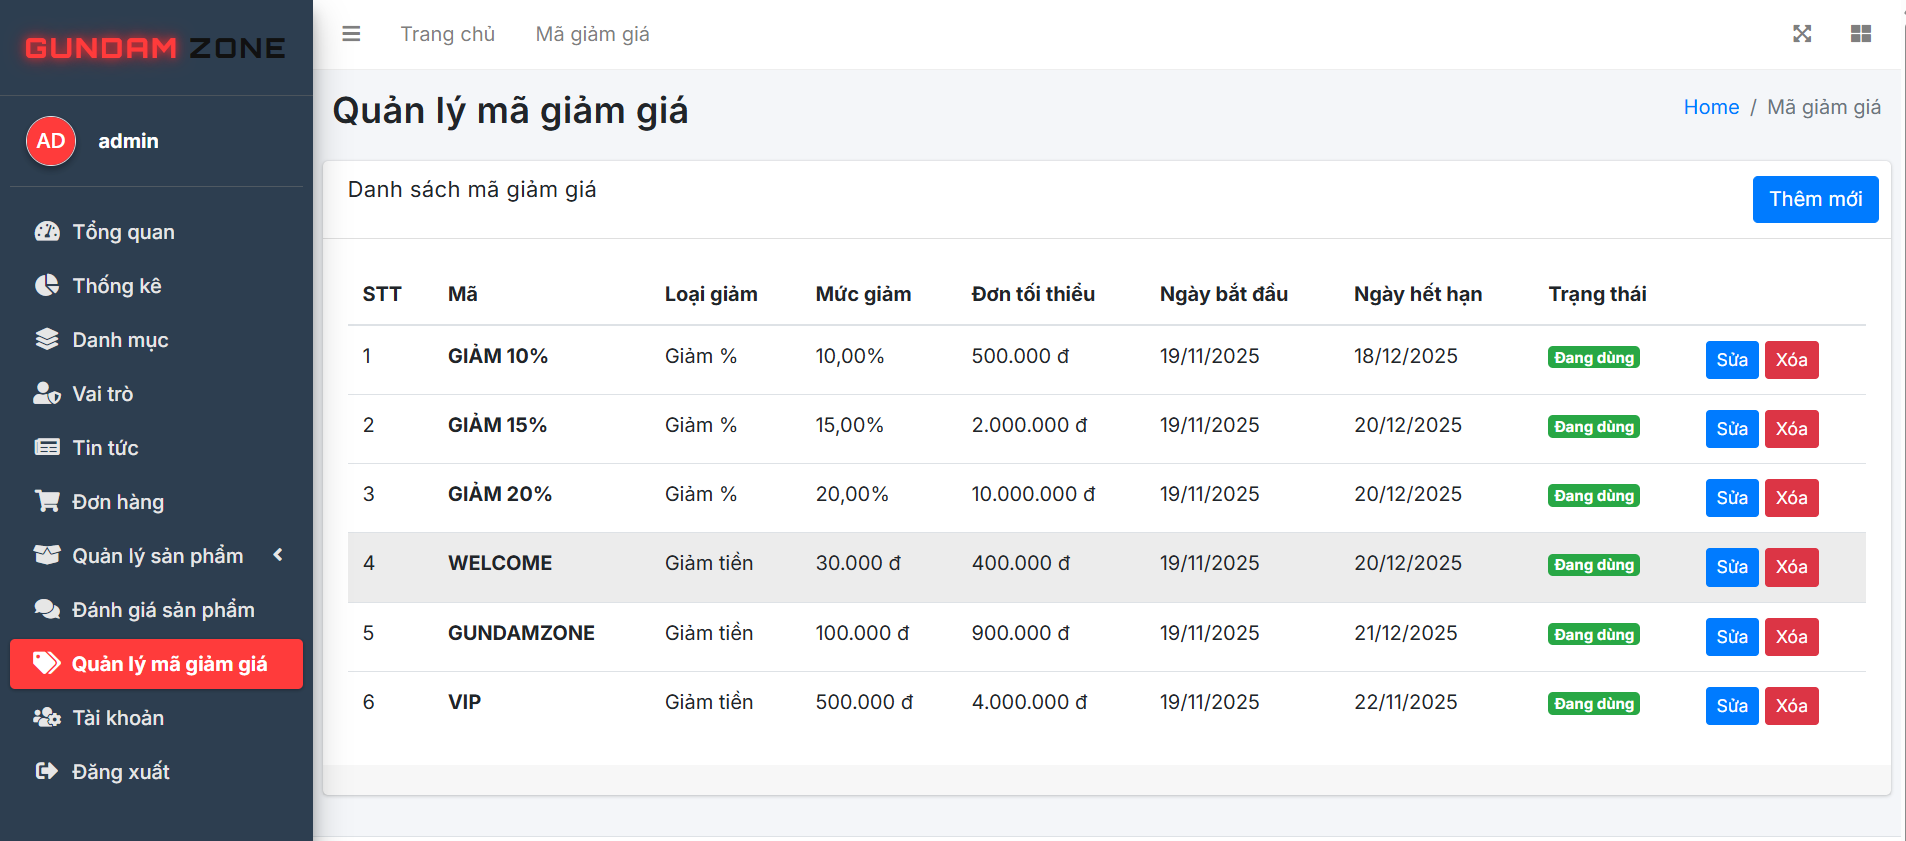 GUNDAM ZONE
AD admin
Tổng quan
Thống kê
Danh mục
Vai trò
Tin tức
Đơn hàng
Quản lý sản phẩm
Đánh giá sản phẩm
Quản lý mã giảm giá
Tài khoản
Đăng xuất
Trang chủ Mã giảm giá
Quản lý mã giảm giá
Home / Mã giảm giá
Danh sách mã giảm giá
Thêm mới
STT Mã Loại giảm Mức giảm Đơn tối thiểu Ngày bắt đầu Ngày hết hạn Trạng thái
1 GIẢM 10% Giảm % 10,00% 500.000 đ 19/11/2025 18/12/2025 Đang dùng Sửa Xóa
2 GIẢM 15% Giảm % 15,00% 2.000.000 đ 19/11/2025 20/12/2025 Đang dùng Sửa Xóa
3 GIẢM 20% Giảm % 20,00% 10.000.000 đ 19/11/2025 20/12/2025 Đang dùng Sửa Xóa
4 WELCOME Giảm tiền 30.000 đ 400.000 đ 19/11/2025 20/12/2025 Đang dùng Sửa Xóa
5 GUNDAMZONE Giảm tiền 100.000 đ 900.000 đ 19/11/2025 21/12/2025 Đang dùng Sửa Xóa
6 VIP Giảm tiền 500.000 đ 4.000.000 đ 19/11/2025 22/11/2025 Đang dùng Sửa Xóa